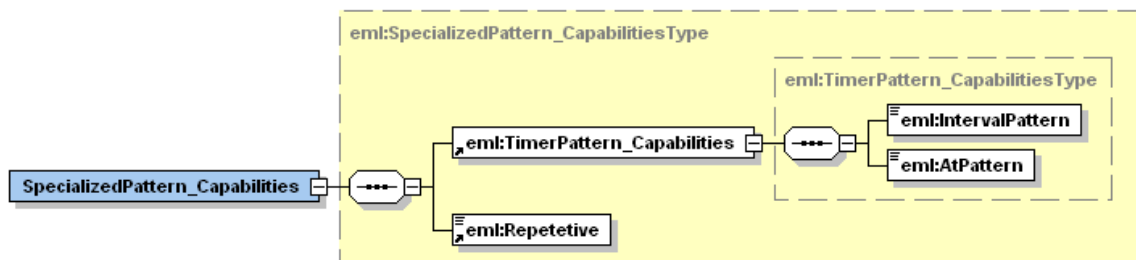 eml:SpecializedPattern_CapabilitiesType
eml:TimerPattern_CapabilitiesType
eml:IntervalPattern
eml:TimerPattern_Capabilities
eml:AtPattern
SpecializedPattern_Capabilities
eml:Repetetive